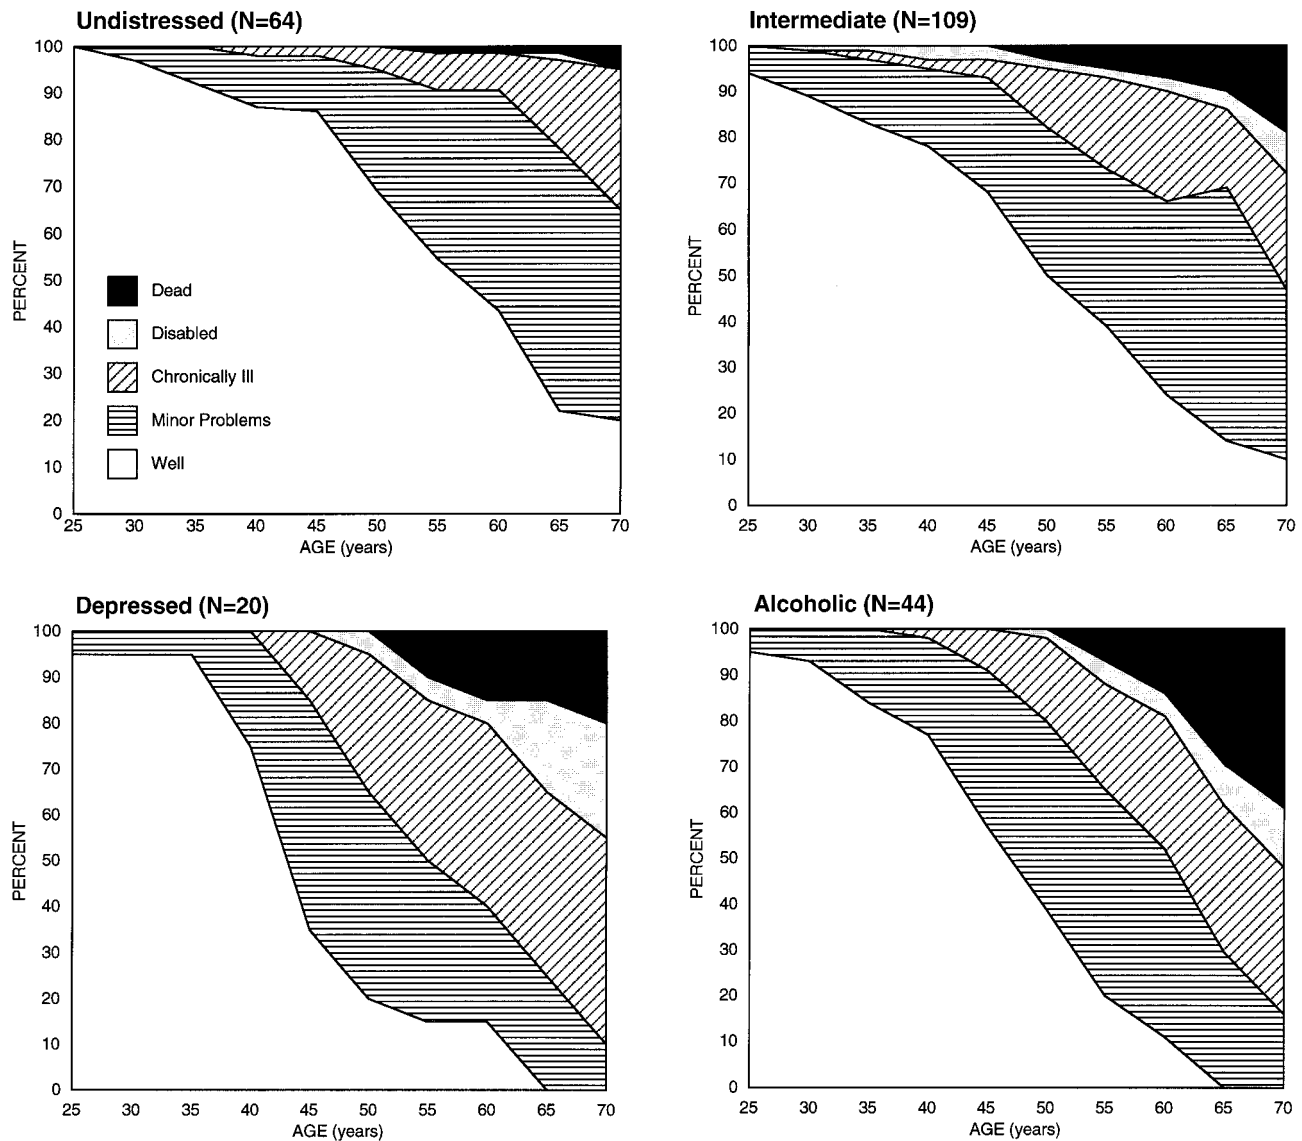 Undistressed (N=64)
100
90
80
70
60
50
40
30
20
10
0
PERCENT
Dead
Disabled
Chronically Ill
Minor Problems
Well
25 30 35 40 45 50 55 60 65 70
AGE (years)
Intermediate (N=109)
100
90
80
70
60
50
40
30
20
10
0
PERCENT
25 30 35 40 45 50 55 60 65 70
AGE (years)
Depressed (N=20)
100
90
80
70
60
50
40
30
20
10
0
PERCENT
25 30 35 40 45 50 55 60 65 70
AGE (years)
Alcoholic (N=44)
100
90
80
70
60
50
40
30
20
10
0
PERCENT
25 30 35 40 45 50 55 60 65 70
AGE (years)